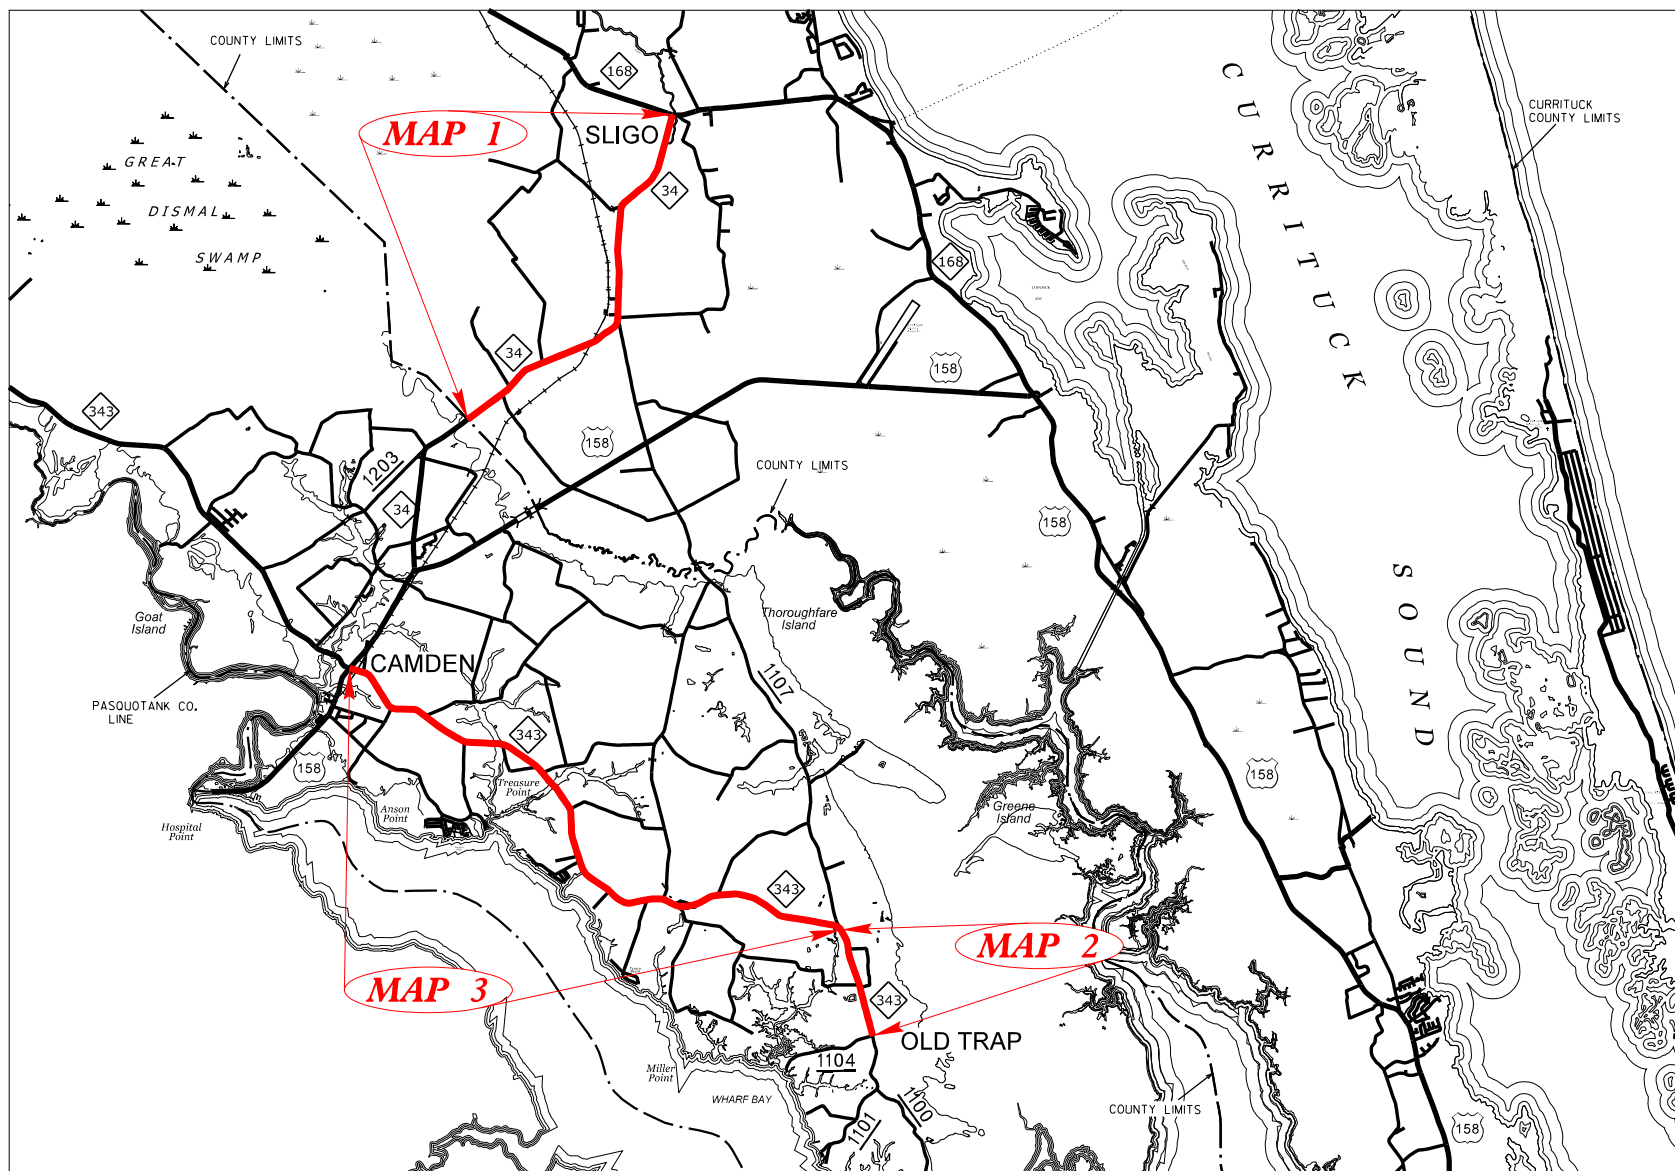 COUNTY LIMITS
168
CURRITUCK
CURRITUCK
COUNTY LIMITS
MAP 1
SLIGO
GREAT
DISMAL
SWAMP
34
168
34
158
343
158
1203
COUNTY LIMITS
34
158
SOUND
Goat
Island
Thoroughfare
Island
CAMDEN
1107
PASQUOTANK CO.
LINE
343
158
158
Treasure
Point
Anson
Point
Greene
Island
Hospital
Point
343
MAP 2
MAP 3
343
OLD TRAP
1104
Miller
Point
WHARF BAY
1100
1101
COUNTY LIMITS
158